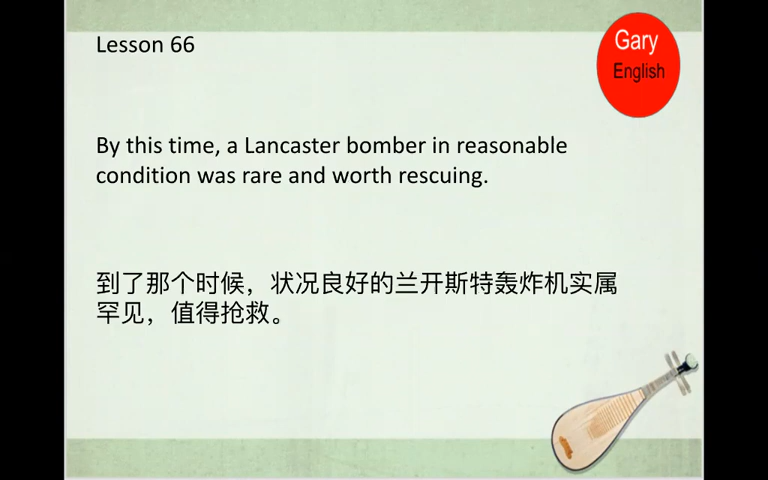 Lesson 66
Gary
English
By this time, a Lancaster bomber in reasonable
condition was rare and worth rescuing.
到了那个时候，状况良好的兰开斯特轰炸机实属
罕见，值得抢救。